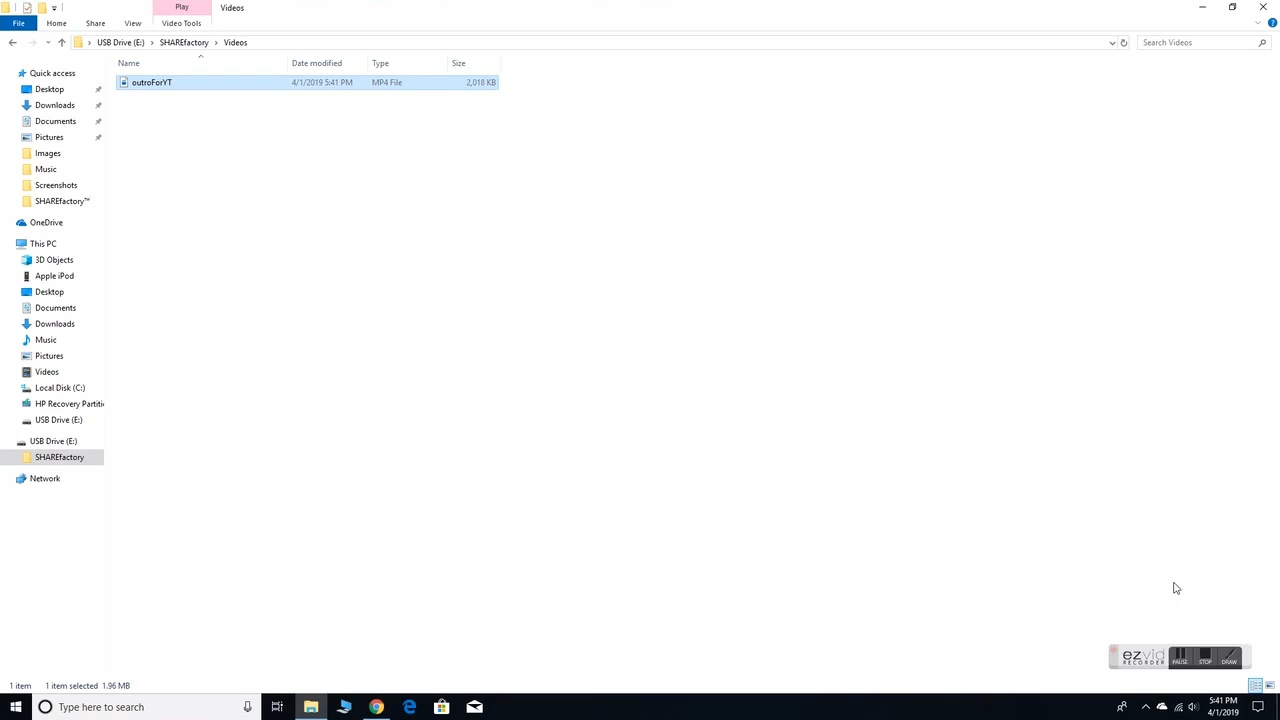 Play
Videos
File
Home
Share
View
Video Tools
USB Drive (E:)
SHAREfactory
Videos
Search Videos
Name
Date modified
Type
Size
outroForYT
4/1/2019 5:41 PM
MP4 File
2,018 KB
Quick access
Desktop
Downloads
Documents
Pictures
Images
Music
Screenshots
SHAREfactory™
OneDrive
This PC
3D Objects
Apple iPod
Desktop
Documents
Downloads
Music
Pictures
Videos
Local Disk (C:)
HP Recovery Partitic
USB Drive (E:)
USB Drive (E:)
SHAREfactory
Network
ezvid
RECORDER
PAUSE
STOP
DRAW
1 item
1 item selected 1.96 MB
Type here to search
5:41 PM
4/1/2019